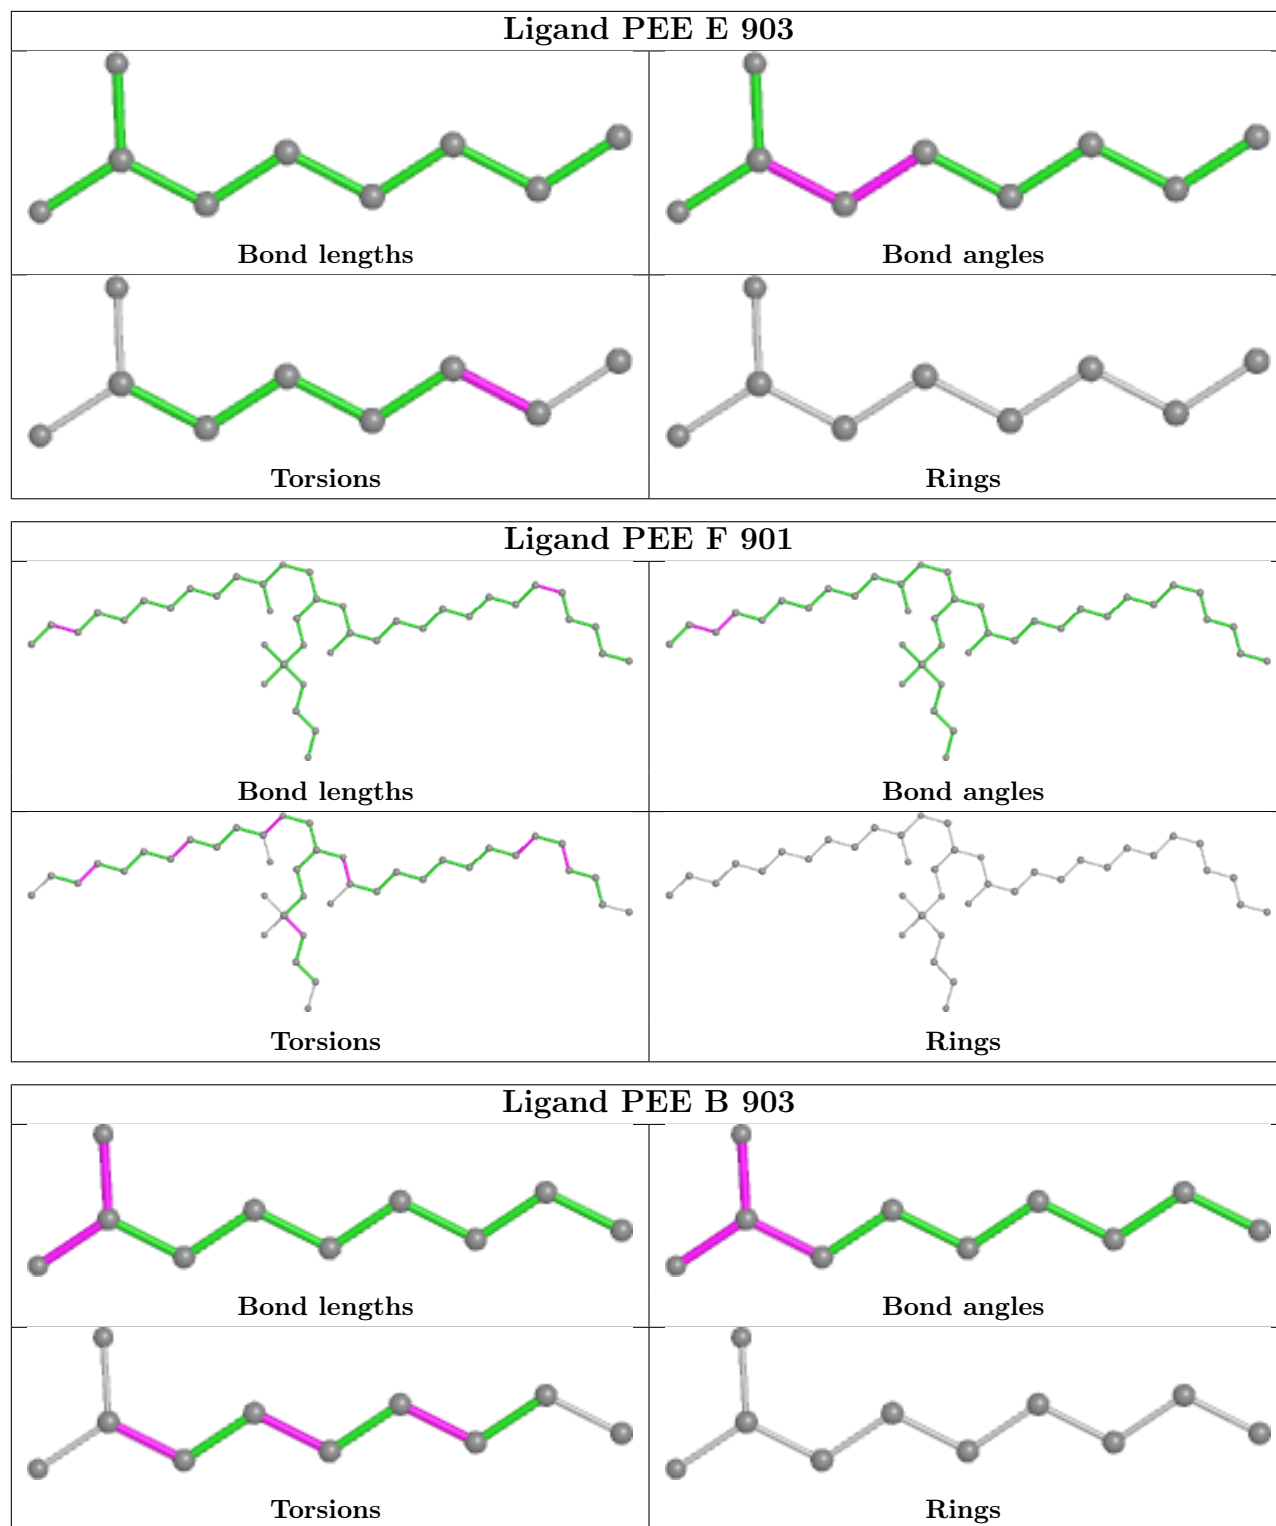 Ligand PEE E 903
Bond lengths
Bond angles
Torsions
Rings
Ligand PEE F 901
Bond lengths
Bond angles
Torsions
Rings
Ligand PEE B 903
Bond lengths
Bond angles
Torsions
Rings